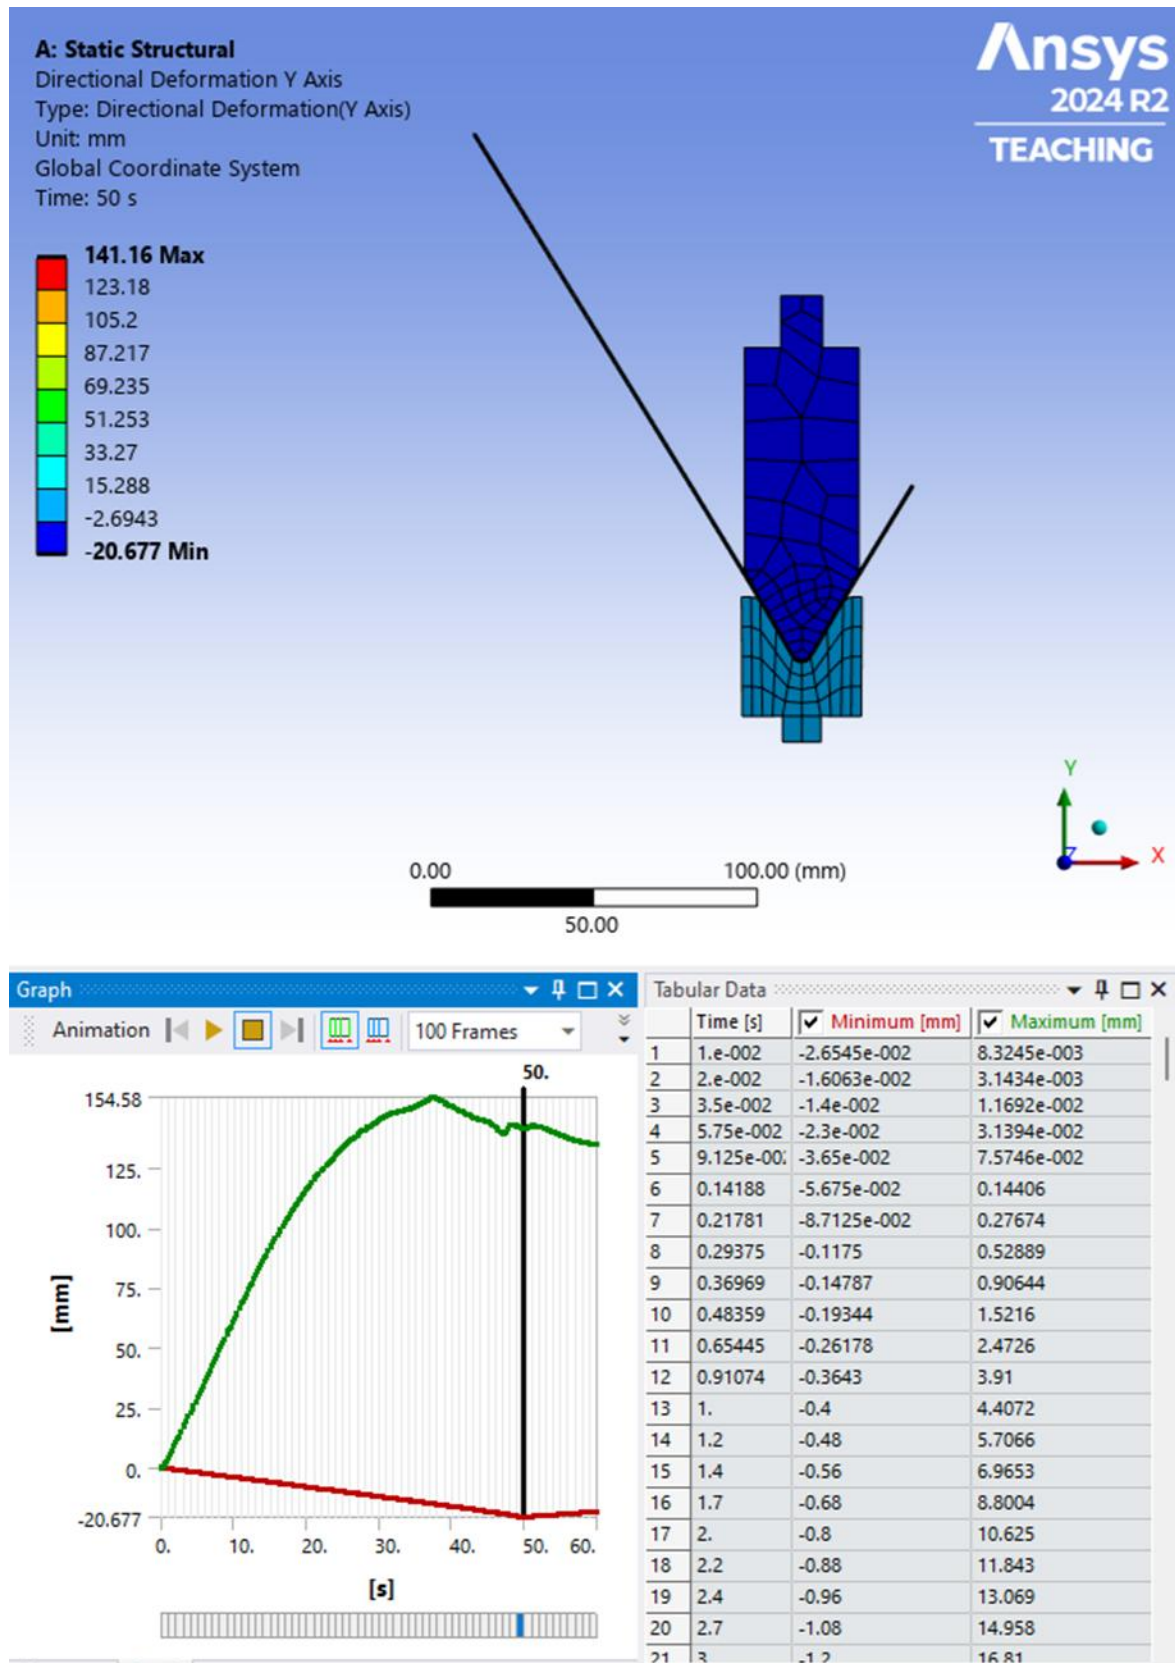 A: Static Structural
Directional Deformation Y Axis
Type: Directional Deformation(Y Axis)
Unit: mm
Global Coordinate System
Time: 50 s
Ansys
2024 R2
TEACHING
141.16 Max
123.18
105.2
87.217
69.235
51.253
33.27
15.288
-2.6943
-20.677 Min
Y
X
Z
0.00 100.00 (mm)
50.00
Graph
Animation 100 Frames
50.
154.58
125.
100.
75.
50.
25.
0.
-20.677
[mm]
0. 10. 20. 30. 40. 50. 60.
[s]
Tabular Data
Time [s] Minimum [mm] Maximum [mm]
1 1.e-002 -2.6545e-002 8.3245e-003
2 2.e-002 -1.6063e-002 3.1434e-003
3 3.5e-002 -1.4e-002 1.1692e-002
4 5.75e-002 -2.3e-002 3.1394e-002
5 9.125e-00 -3.65e-002 7.5746e-002
6 0.14188 -5.675e-002 0.14406
7 0.21781 -8.7125e-002 0.27674
8 0.29375 -0.1175 0.52889
9 0.36969 -0.14787 0.90644
10 0.48359 -0.19344 1.5216
11 0.65445 -0.26178 2.4726
12 0.91074 -0.3643 3.91
13 1. -0.4 4.4072
14 1.2 -0.48 5.7066
15 1.4 -0.56 6.9653
16 1.7 -0.68 8.8004
17 2. -0.8 10.625
18 2.2 -0.88 11.843
19 2.4 -0.96 13.069
20 2.7 -1.08 14.958
21 3. -1.2 16.81